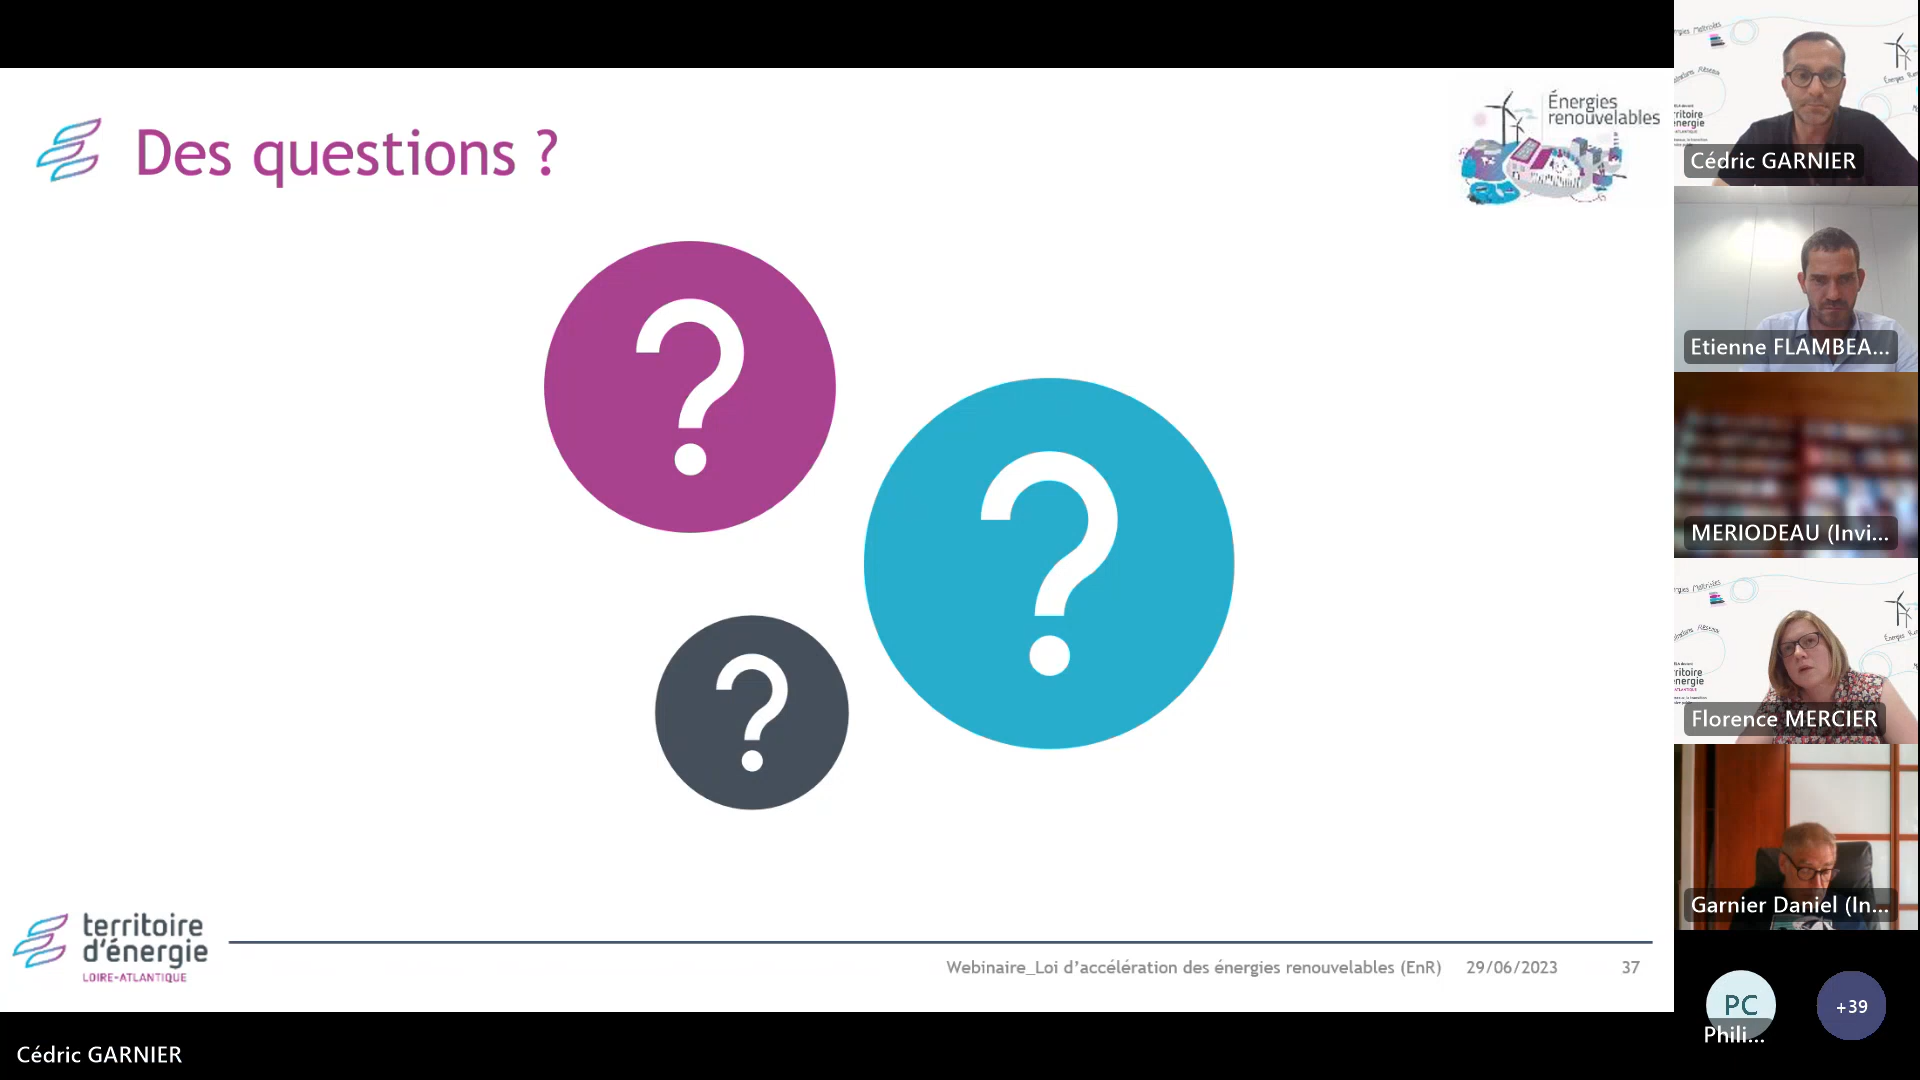 Des questions ?
Énergies
renouvelables
?
?
?
territoire
d'énergie
LOIRE-ATLANTIQUE
Webinaire_Loi d'accélération des énergies renouvelables (EnR) 29/06/2023 37
Cédric GARNIER
Cédric GARNIER
Etienne FLAMBEA...
MERIODEAU (Invi...
Florence MERCIER
Garnier Daniel (In...
PC
Phili...
+39